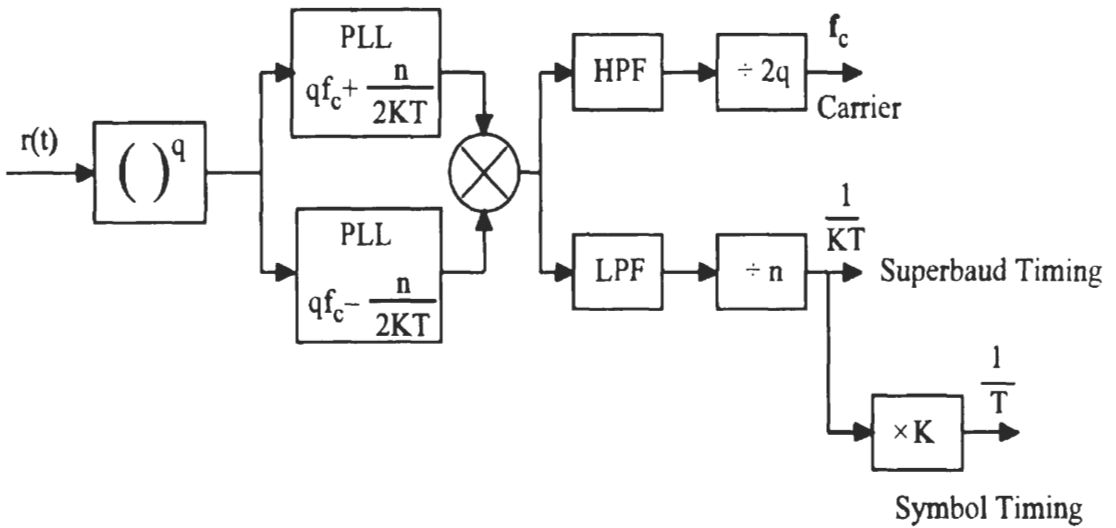 r(t)
( )^q
PLL
qf_c + n/2KT
PLL
qf_c − n/2KT
HPF
÷ 2q
f_c
Carrier
LPF
÷ n
1/KT
Superbaud Timing
× K
1/T
Symbol Timing